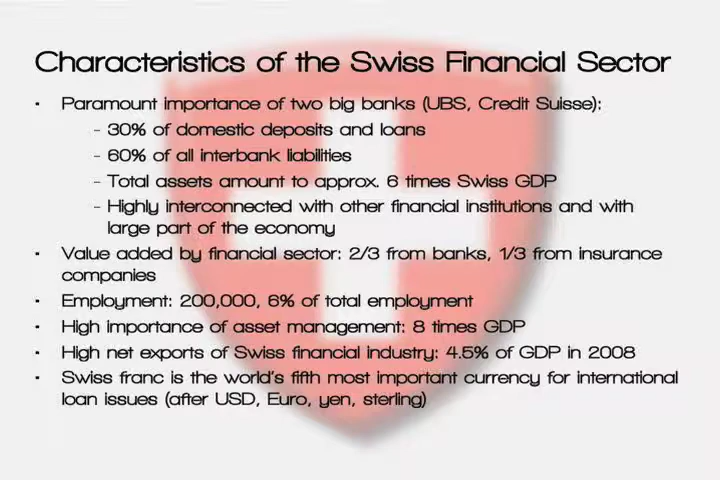 Characteristics of the Swiss Financial Sector
• Paramount importance of two big banks (UBS, Credit Suisse):
– 30% of domestic deposits and loans
– 60% of all interbank liabilities
– Total assets amount to approx. 6 times Swiss GDP
– Highly interconnected with other financial institutions and with
large part of the economy
• Value added by financial sector: 2/3 from banks, 1/3 from insurance
companies
• Employment: 200,000, 6% of total employment
• High importance of asset management: 8 times GDP
• High net exports of Swiss financial industry: 4.5% of GDP in 2008
• Swiss franc is the world's fifth most important currency for international
loan issues (after USD, Euro, yen, sterling)